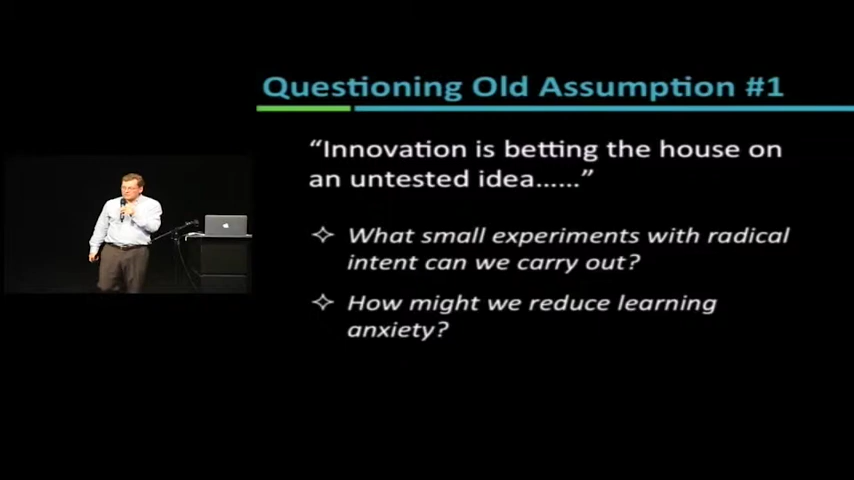 Questioning Old Assumption #1
“Innovation is betting the house on
an untested idea......”
What small experiments with radical
intent can we carry out?
How might we reduce learning
anxiety?